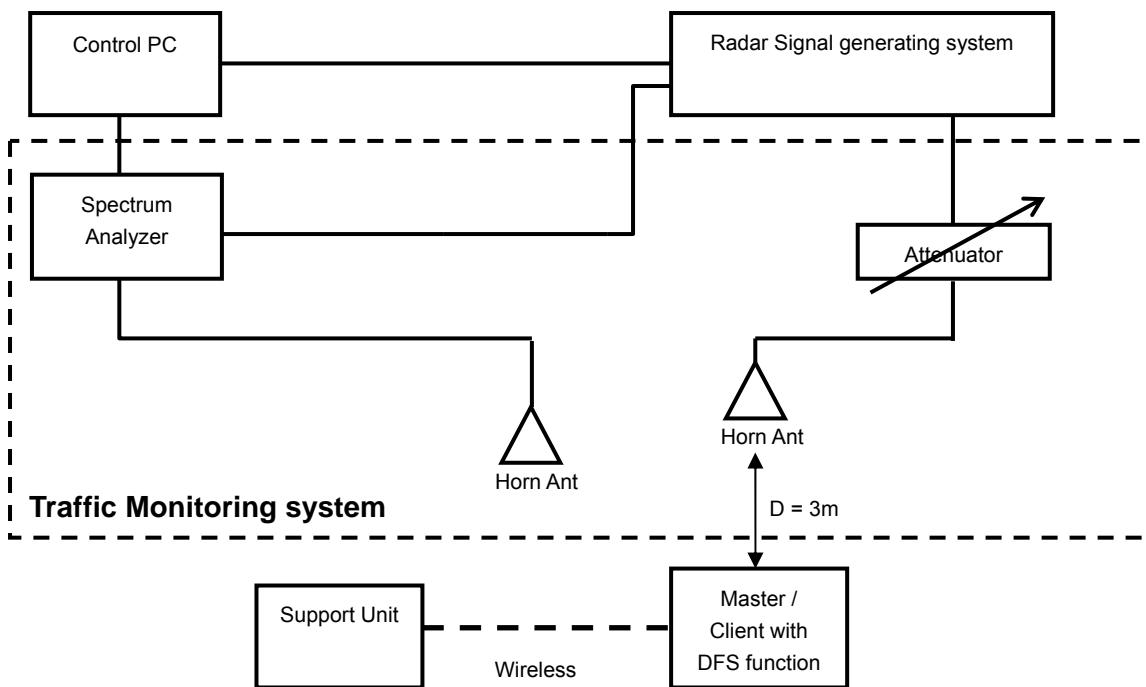 Control PC
Radar Signal generating system
Spectrum
Analyzer
Attenuator
Horn Ant
Horn Ant
Traffic Monitoring system
D = 3m
Support Unit
Wireless
Master /
Client with
DFS function